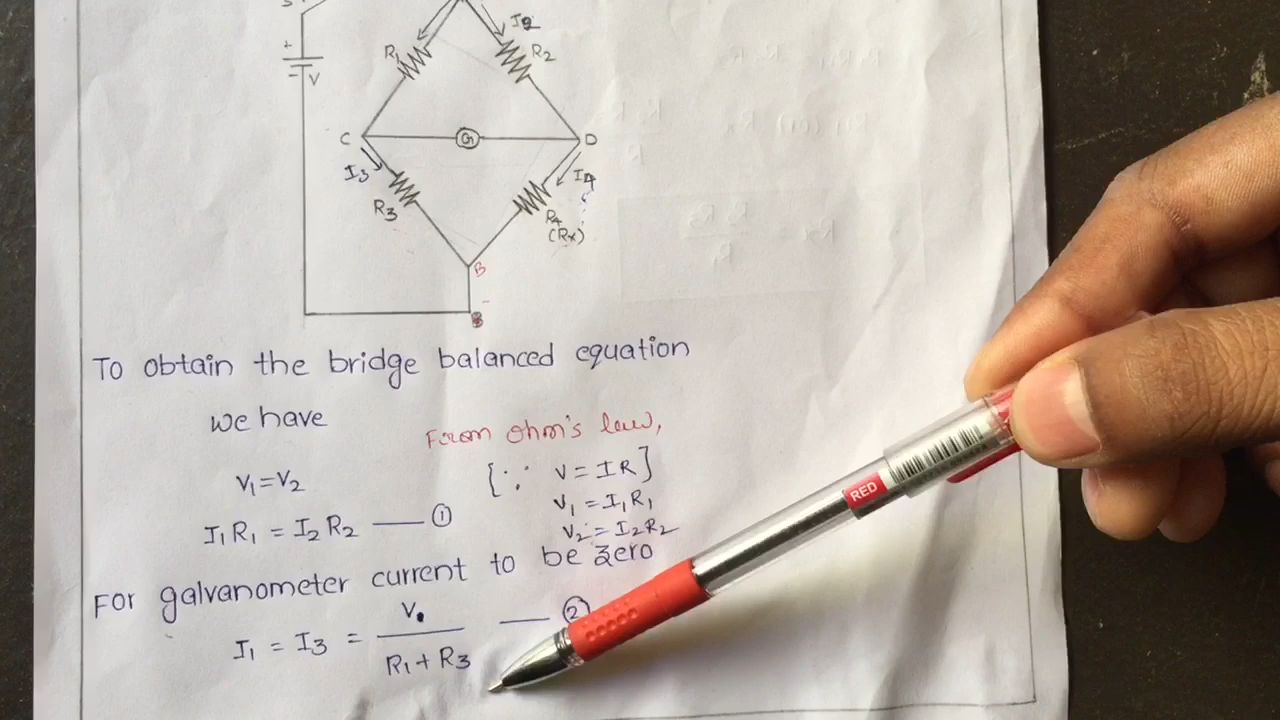 S
I2
R1
R2
+
- V
C
G
D
I3
I4
R3
R4
(Rx)
B
-
B
To obtain the bridge balanced equation
we have
From ohm's law,
V1=V2
[∵ V=IR]
V1=I1R1
I1R1 = I2R2 —— ①
V2=I2R2
For galvanometer current to be zero
I1 = I3 = V / R1+R3 —— ②
RED